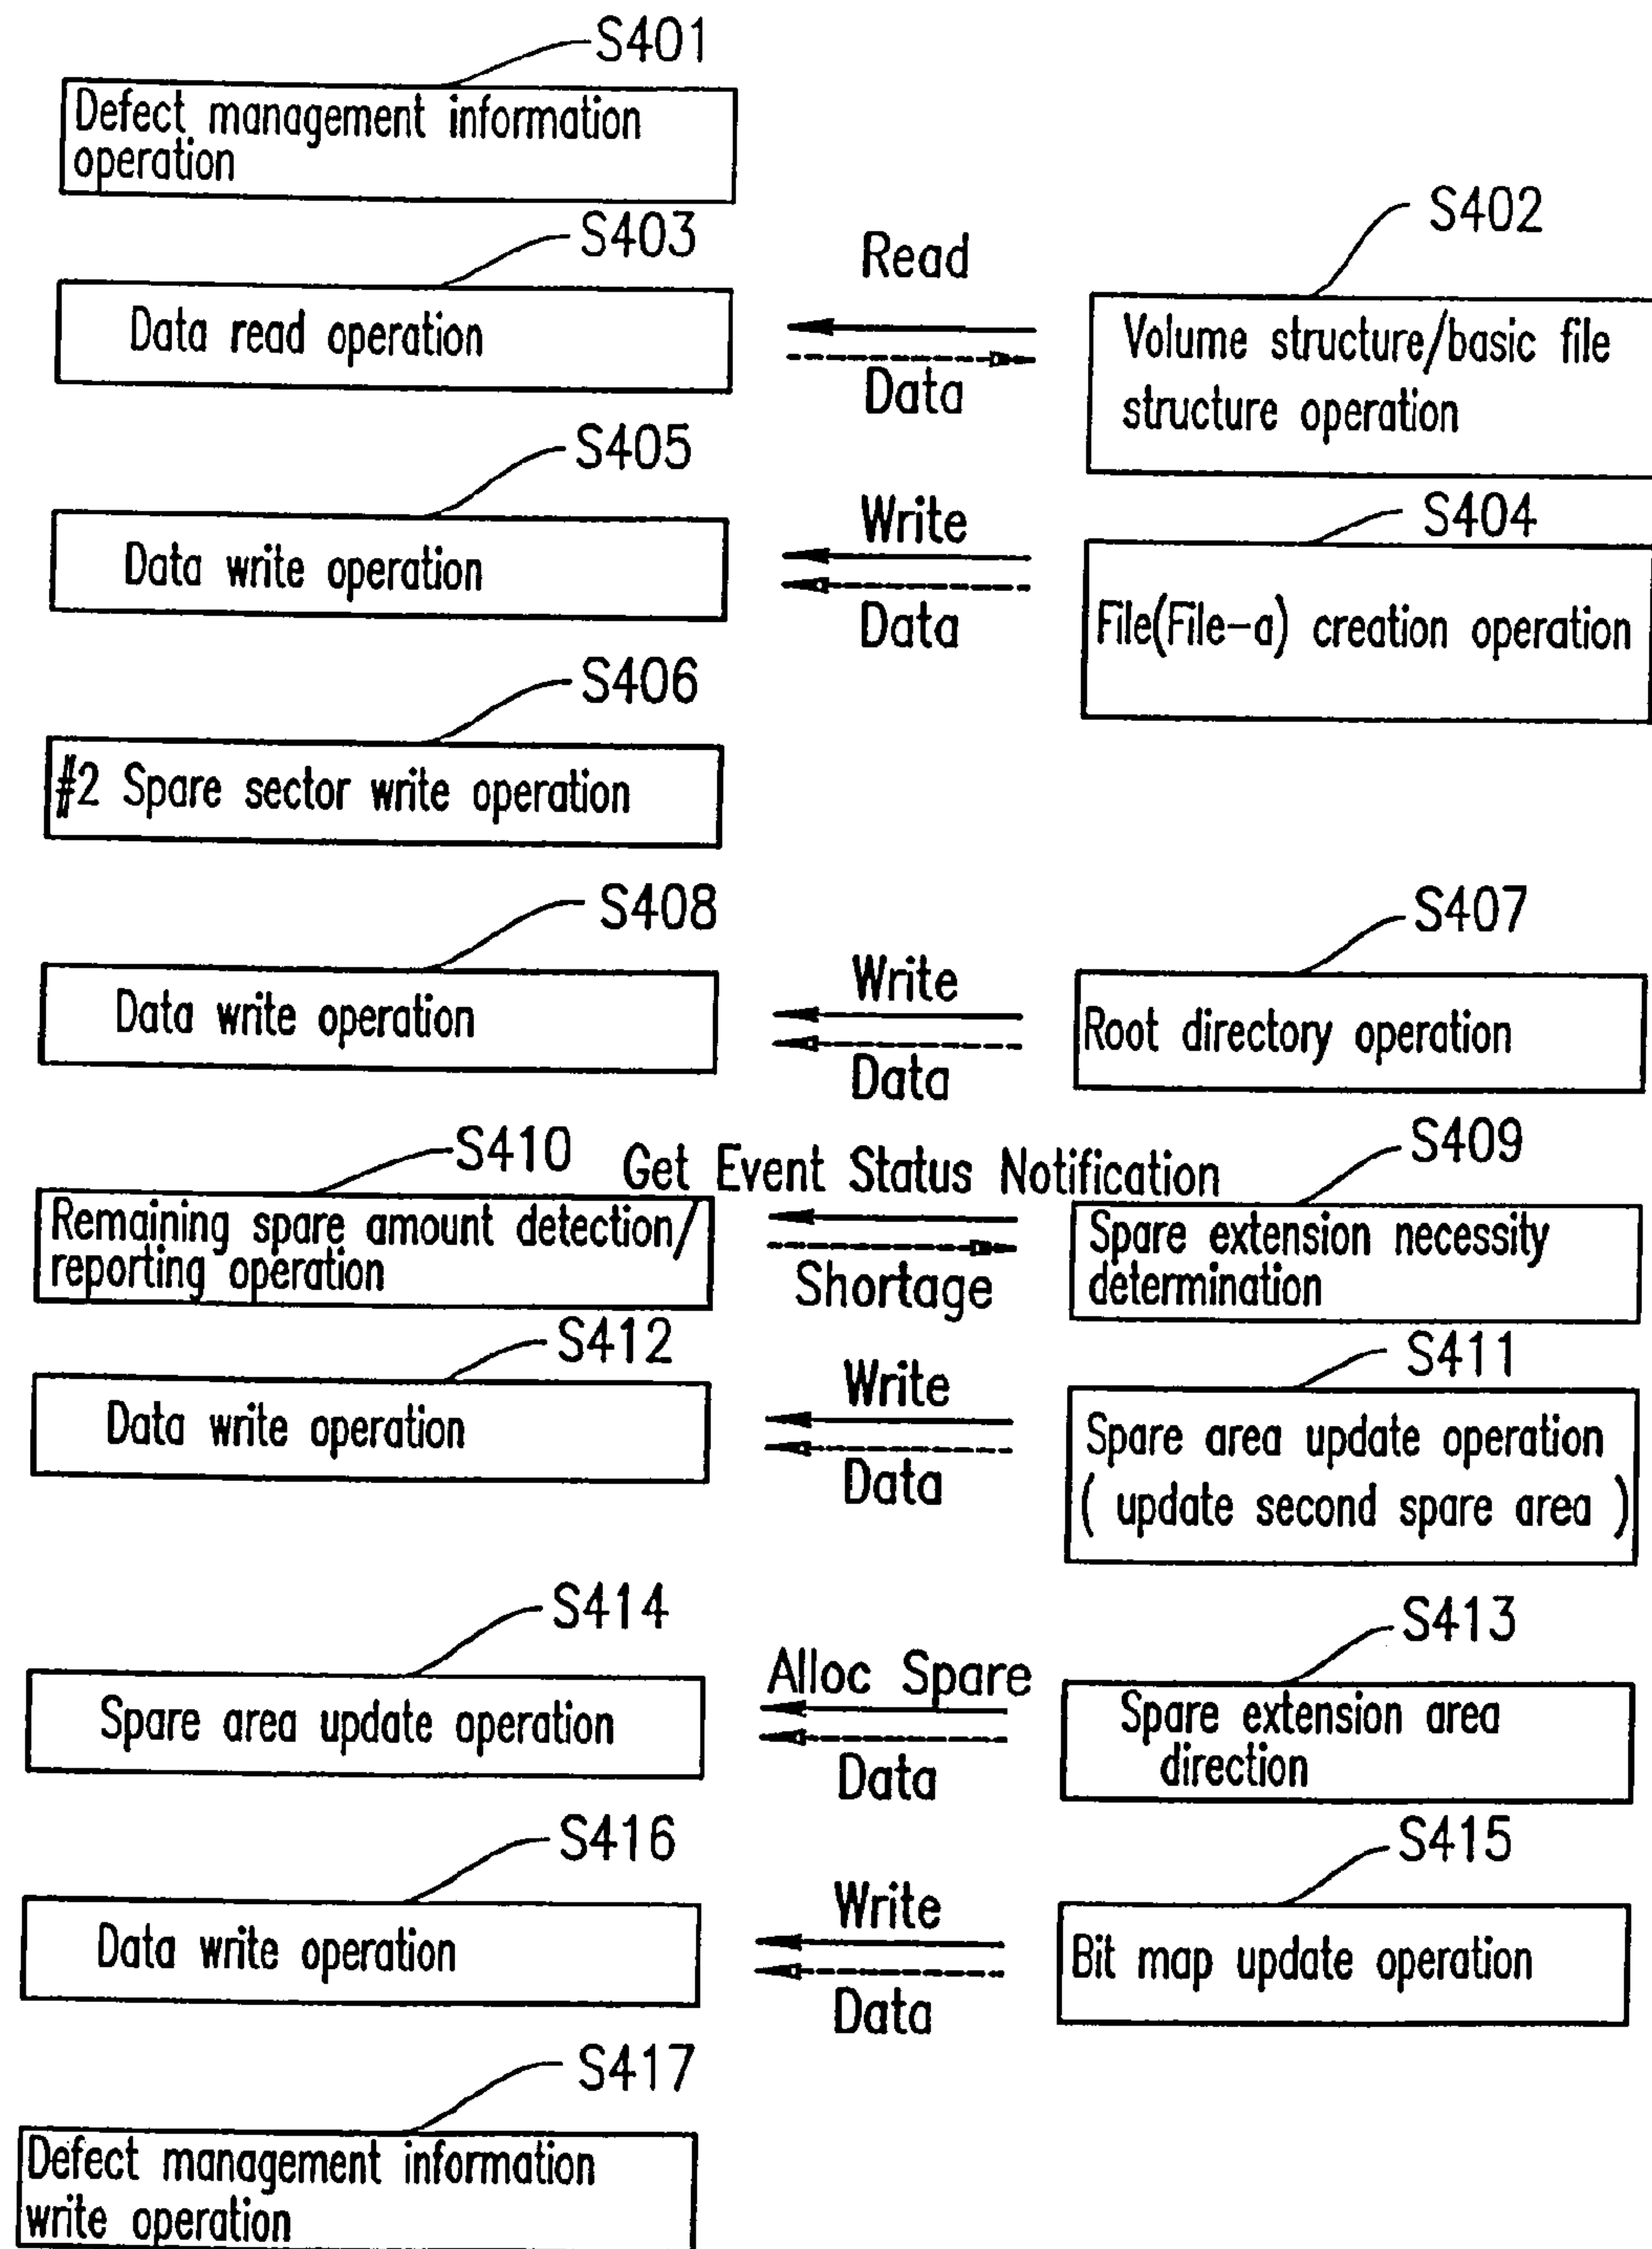 S401
Defect management information
operation
S403
Read
S402
Data read operation
Data
Volume structure/basic file
structure operation
S405
Write
S404
Data write operation
Data
File(File-a) creation operation
S406
#2 Spare sector write operation
S408
S407
Write
Data write operation
Data
Root directory operation
S410
Get Event Status Notification
S409
Remaining spare amount detection/
reporting operation
Shortage
Spare extension necessity
determination
S412
Write
S411
Data write operation
Data
Spare area update operation
( update second spare area )
S414
Alloc Spare
S413
Spare area update operation
Data
Spare extension area
direction
S416
Write
S415
Data write operation
Data
Bit map update operation
S417
Defect management information
write operation